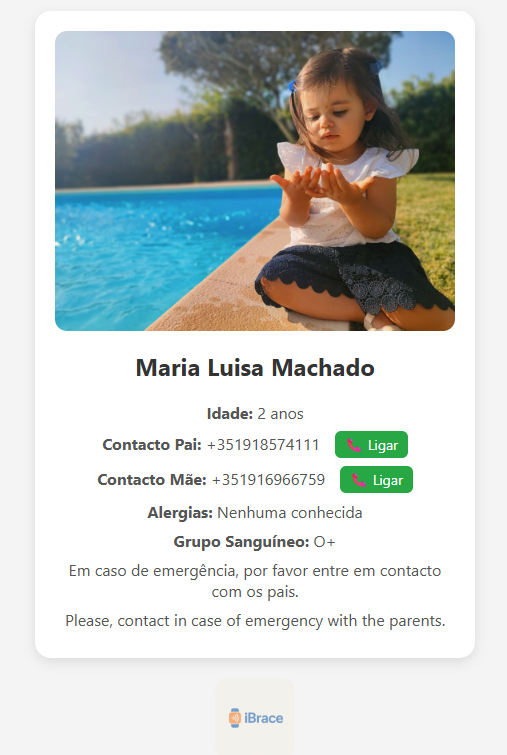 Maria Luisa Machado
Idade: 2 anos
Contacto Pai: +351918574111 Ligar
Contacto Mãe: +351916966759 Ligar
Alergias: Nenhuma conhecida
Grupo Sanguíneo: O+
Em caso de emergência, por favor entre em contacto
com os pais.
Please, contact in case of emergency with the parents.
iBrace